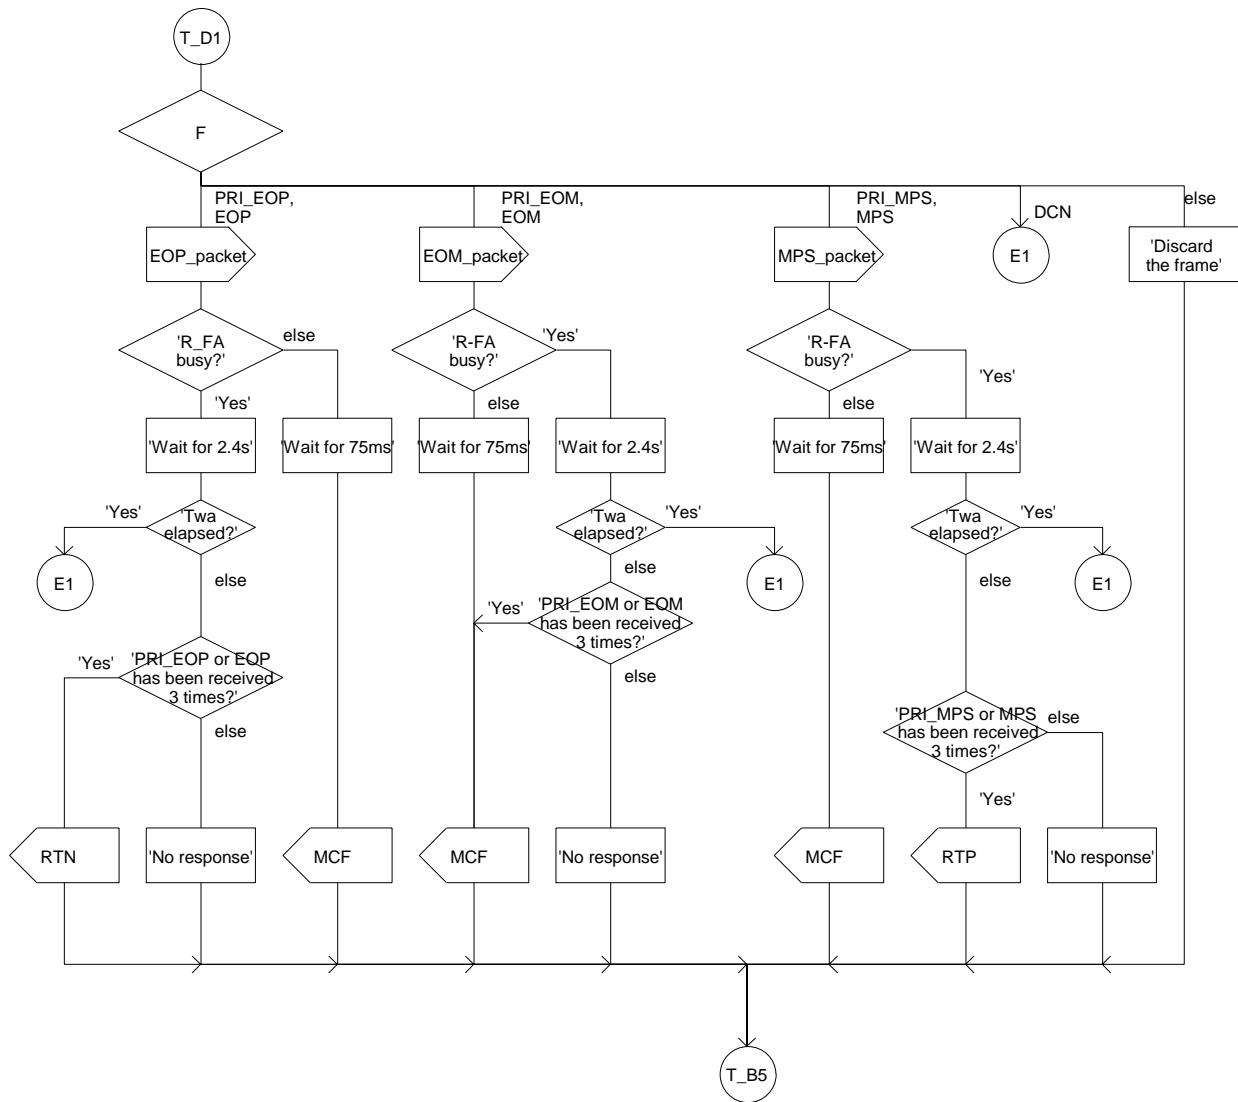 T_D1
F
PRI_EOP,
EOP
PRI_EOM,
EOM
PRI_MPS,
MPS
DCN
else
EOP_packet
EOM_packet
MPS_packet
E1
'Discard
the frame'
'R_FA
busy?'
else
'R-FA
busy?'
'Yes'
'R-FA
busy?'
'Yes'
'Yes'
else
else
'Wait for 2.4s'
'Wait for 75ms'
'Wait for 75ms'
'Wait for 2.4s'
'Wait for 75ms'
'Wait for 2.4s'
'Yes'
'Twa
elapsed?'
'Twa
elapsed?'
'Yes'
'Twa
elapsed?'
'Yes'
E1
else
else
E1
else
E1
'Yes'
'PRI_EOM or EOM
has been received
3 times?'
'Yes'
'PRI_EOP or EOP
has been received
3 times?'
else
else
'PRI_MPS or MPS
has been received
3 times?'
else
'Yes'
RTN
'No response'
MCF
MCF
'No response'
MCF
RTP
'No response'
T_B5